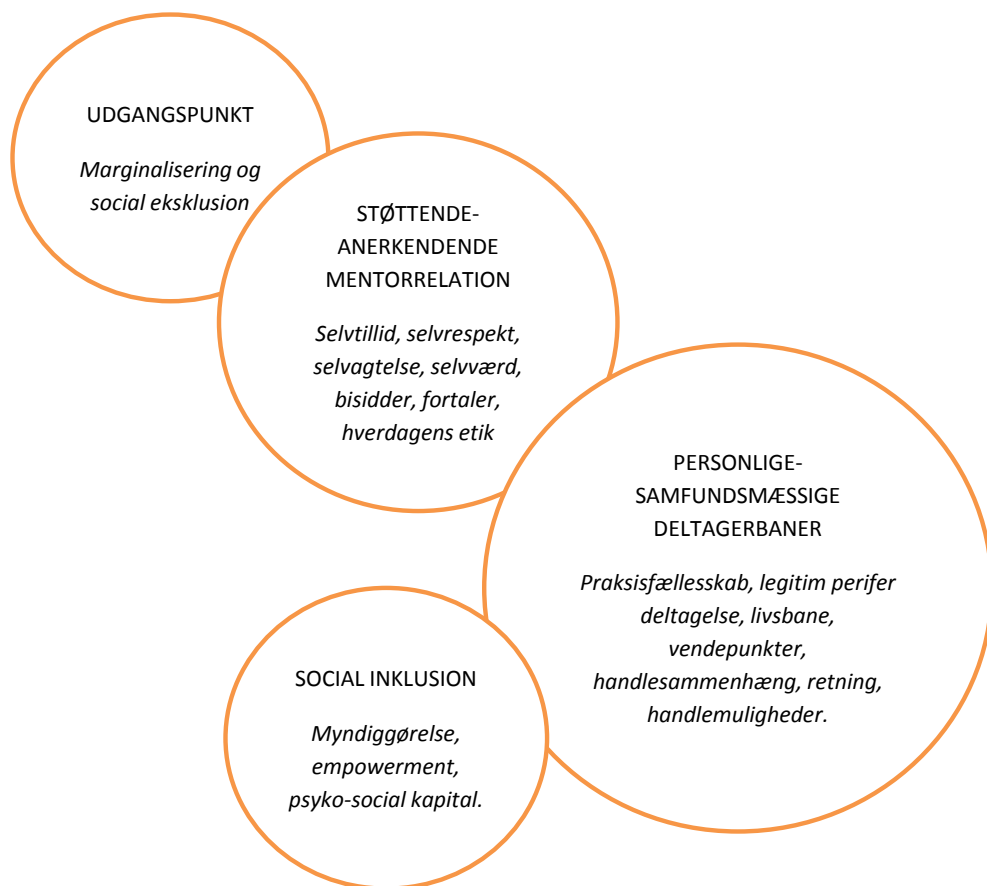 UDGANGSPUNKT
Marginalisering og
social eksklusion
STØTTENDE-
ANERKENDENDE
MENTORRELATION
Selvtillid, selvrespekt,
selvagtelse, selvværd,
bisidder, fortaler,
hverdagens etik
PERSONLIGE-
SAMFUNDSMÆSSIGE
DELTAGERBANER
Praksisfællesskab, legitim perifer
deltagelse, livsbane,
vendepunkter,
handlesammenhæng, retning,
handlemuligheder.
SOCIAL INKLUSION
Myndiggørelse,
empowerment,
psyko-social kapital.